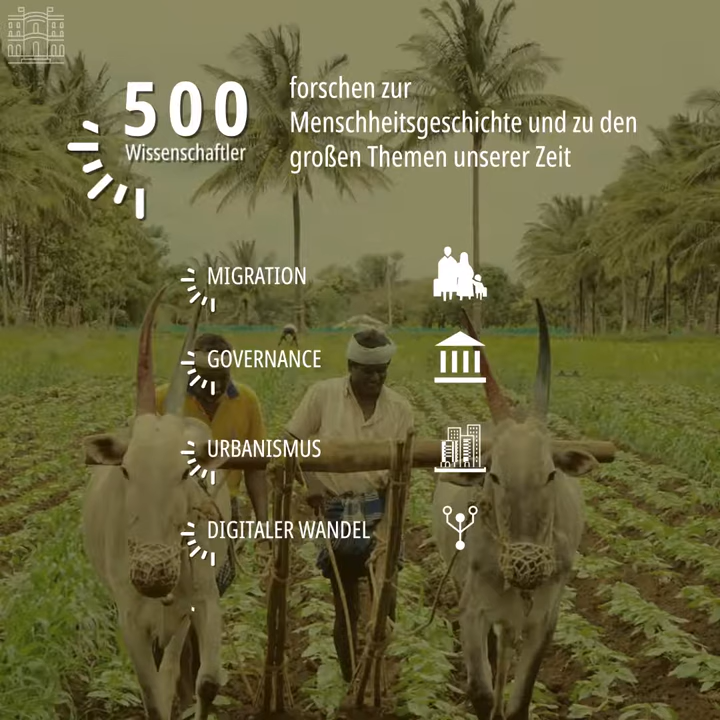 500
Wissenschaftler
forschen zur
Menschheitsgeschichte und zu den
großen Themen unserer Zeit
MIGRATION
GOVERNANCE
URBANISMUS
DIGITALER WANDEL